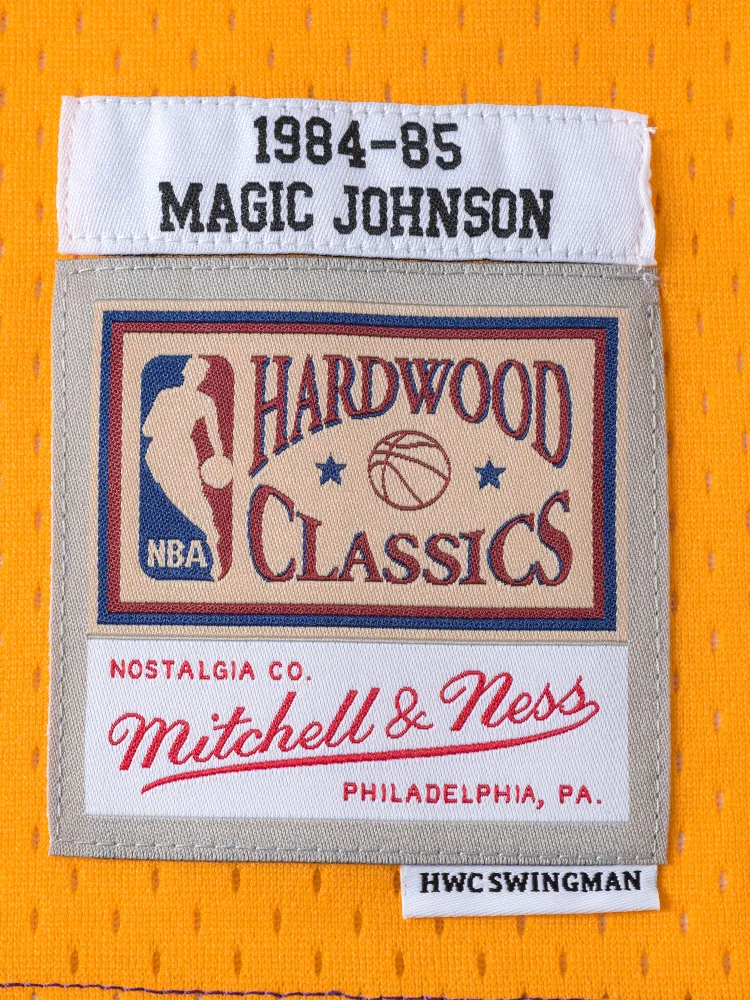 1984-85
MAGIC JOHNSON
HARDWOOD
CLASSICS
NBA
NOSTALGIA CO.
Mitchell & Ness
PHILADELPHIA, PA.
HWC SWINGMAN